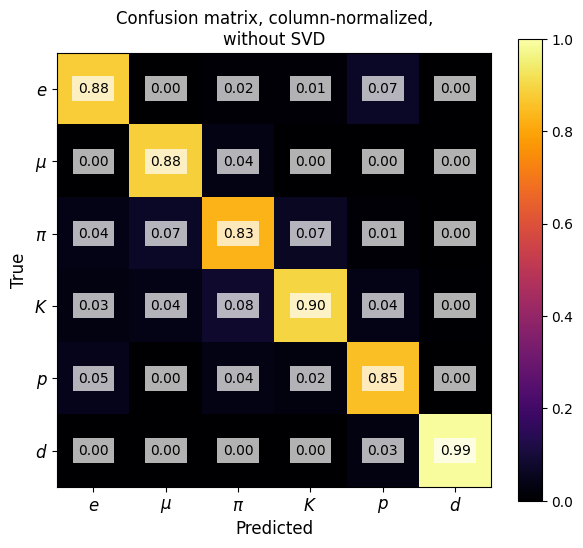 Confusion matrix, column-normalized,
without SVD
e 0.88 0.00 0.02 0.01 0.07 0.00
μ 0.00 0.88 0.04 0.00 0.00 0.00
π 0.04 0.07 0.83 0.07 0.01 0.00
K 0.03 0.04 0.08 0.90 0.04 0.00
p 0.05 0.00 0.04 0.02 0.85 0.00
d 0.00 0.00 0.00 0.00 0.03 0.99
e μ π K p d
Predicted
True
1.0
0.8
0.6
0.4
0.2
0.0